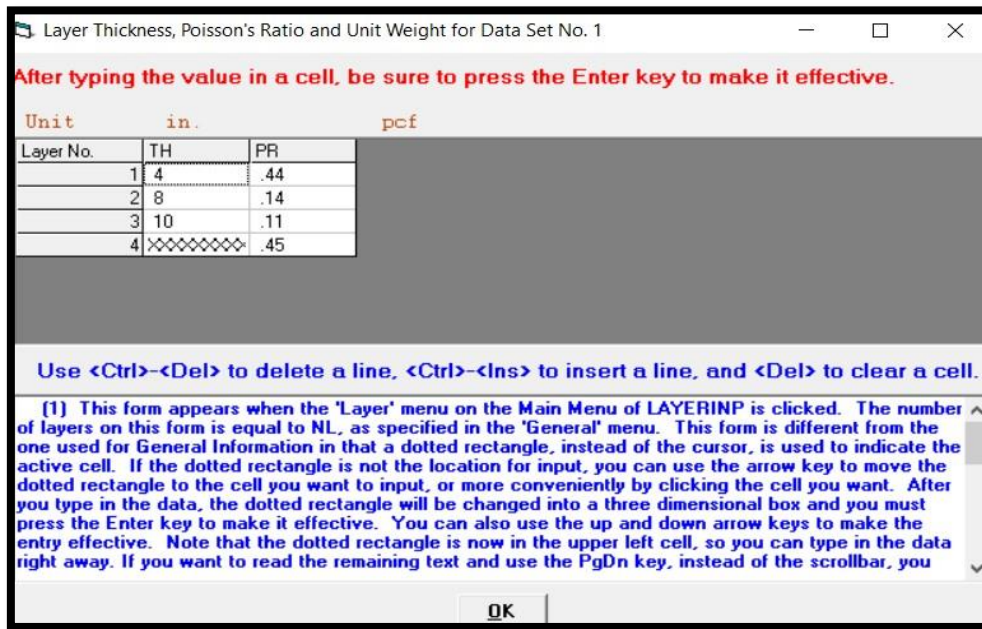 Layer Thickness, Poisson's Ratio and Unit Weight for Data Set No. 1
After typing the value in a cell, be sure to press the Enter key to make it effective.
Unit in. pcf
Layer No. TH PR
1 4 .44
2 8 .14
3 10 .11
4 XXXXXXXXX .45
Use <Ctrl>-<Del> to delete a line, <Ctrl>-<Ins> to insert a line, and <Del> to clear a cell.
(1) This form appears when the 'Layer' menu on the Main Menu of LAYERINP is clicked. The number
of layers on this form is equal to NL, as specified in the 'General' menu. This form is different from the
one used for General Information in that a dotted rectangle, instead of the cursor, is used to indicate the
active cell. If the dotted rectangle is not the location for input, you can use the arrow key to move the
dotted rectangle to the cell you want to input, or more conveniently by clicking the cell you want. After
you type in the data, the dotted rectangle will be changed into a three dimensional box and you must
press the Enter key to make it effective. You can also use the up and down arrow keys to make the
entry effective. Note that the dotted rectangle is now in the upper left cell, so you can type in the data
right away. If you want to read the remaining text and use the PgDn key, instead of the scrollbar, you
OK